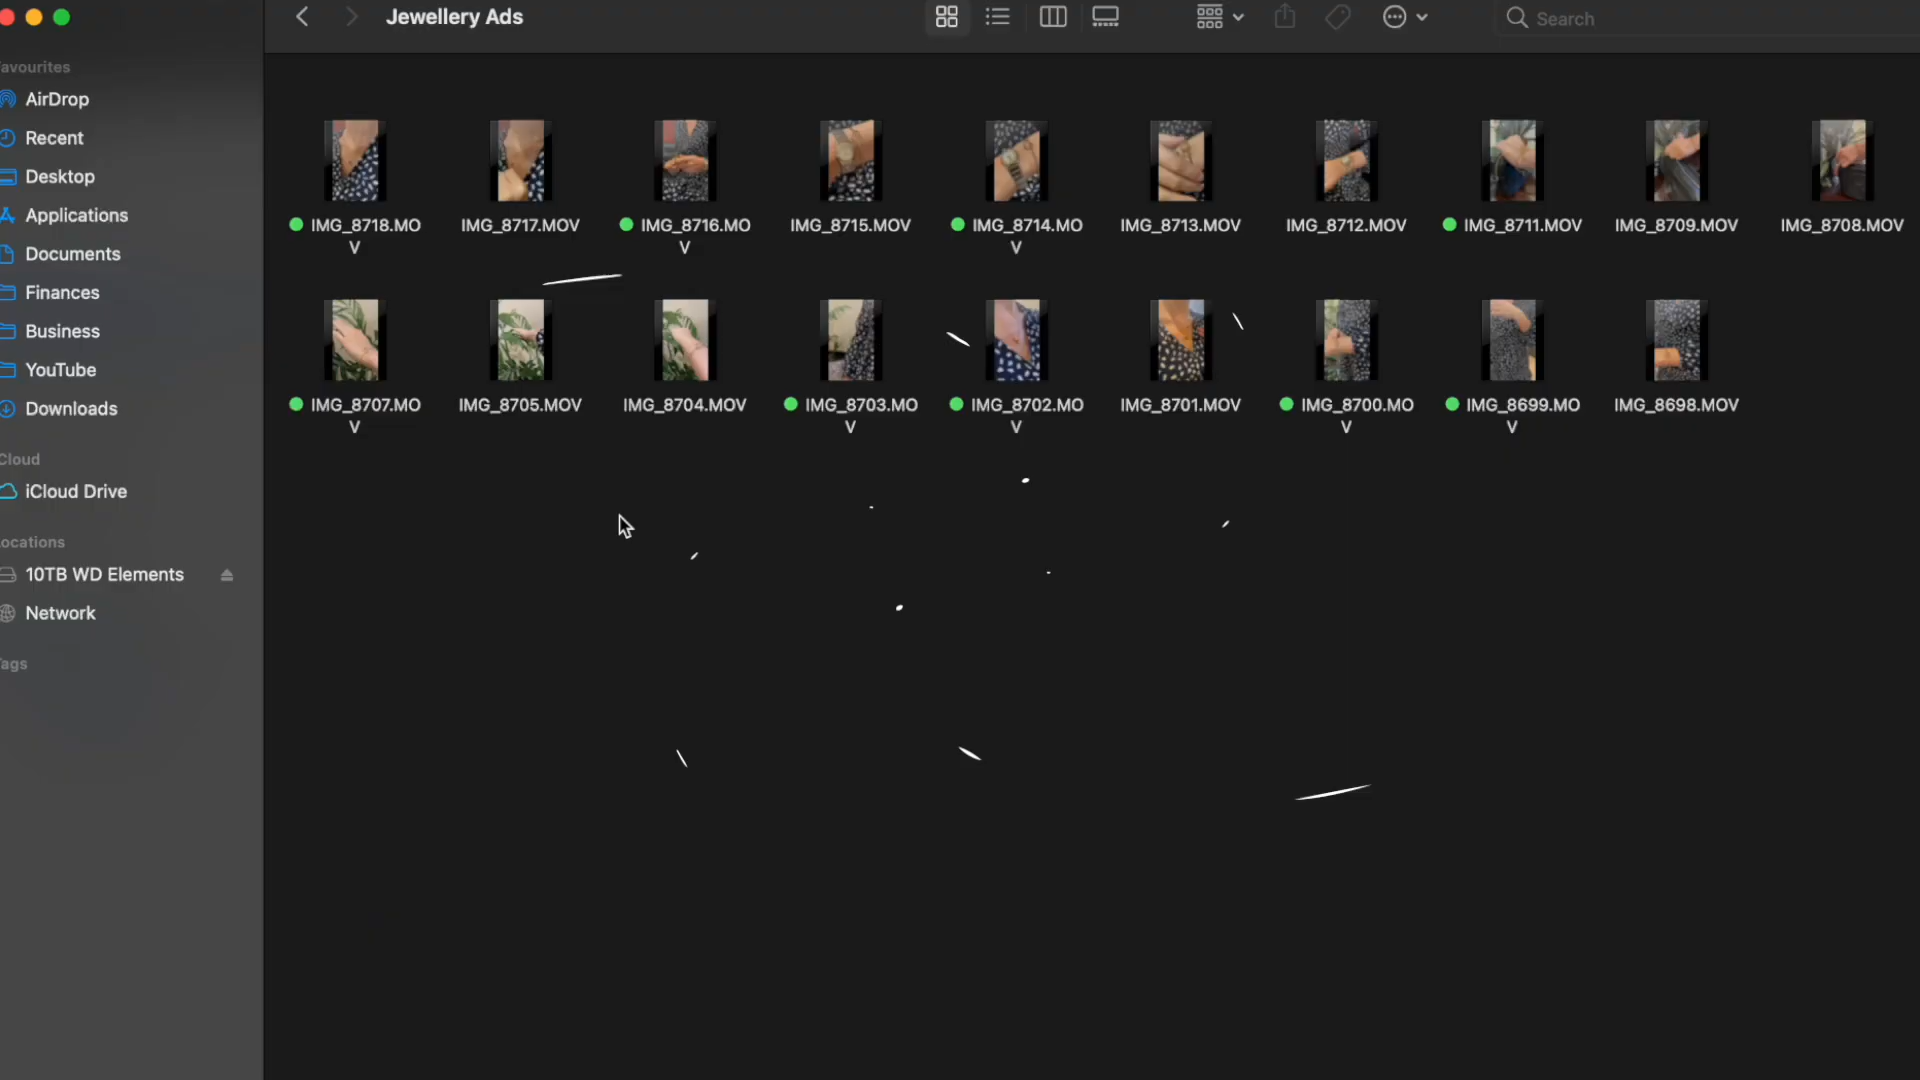 Jewellery Ads
Search
avourites
AirDrop
Recent
Desktop
Applications
Documents
Finances
Business
YouTube
Downloads
Cloud
iCloud Drive
ocations
10TB WD Elements
Network
ags
IMG_8718.MO
V
IMG_8717.MOV
IMG_8716.MO
V
IMG_8715.MOV
IMG_8714.MO
V
IMG_8713.MOV
IMG_8712.MOV
IMG_8711.MOV
IMG_8709.MOV
IMG_8708.MOV
IMG_8707.MO
V
IMG_8705.MOV
IMG_8704.MOV
IMG_8703.MO
V
IMG_8702.MO
V
IMG_8701.MOV
IMG_8700.MO
V
IMG_8699.MO
V
IMG_8698.MOV